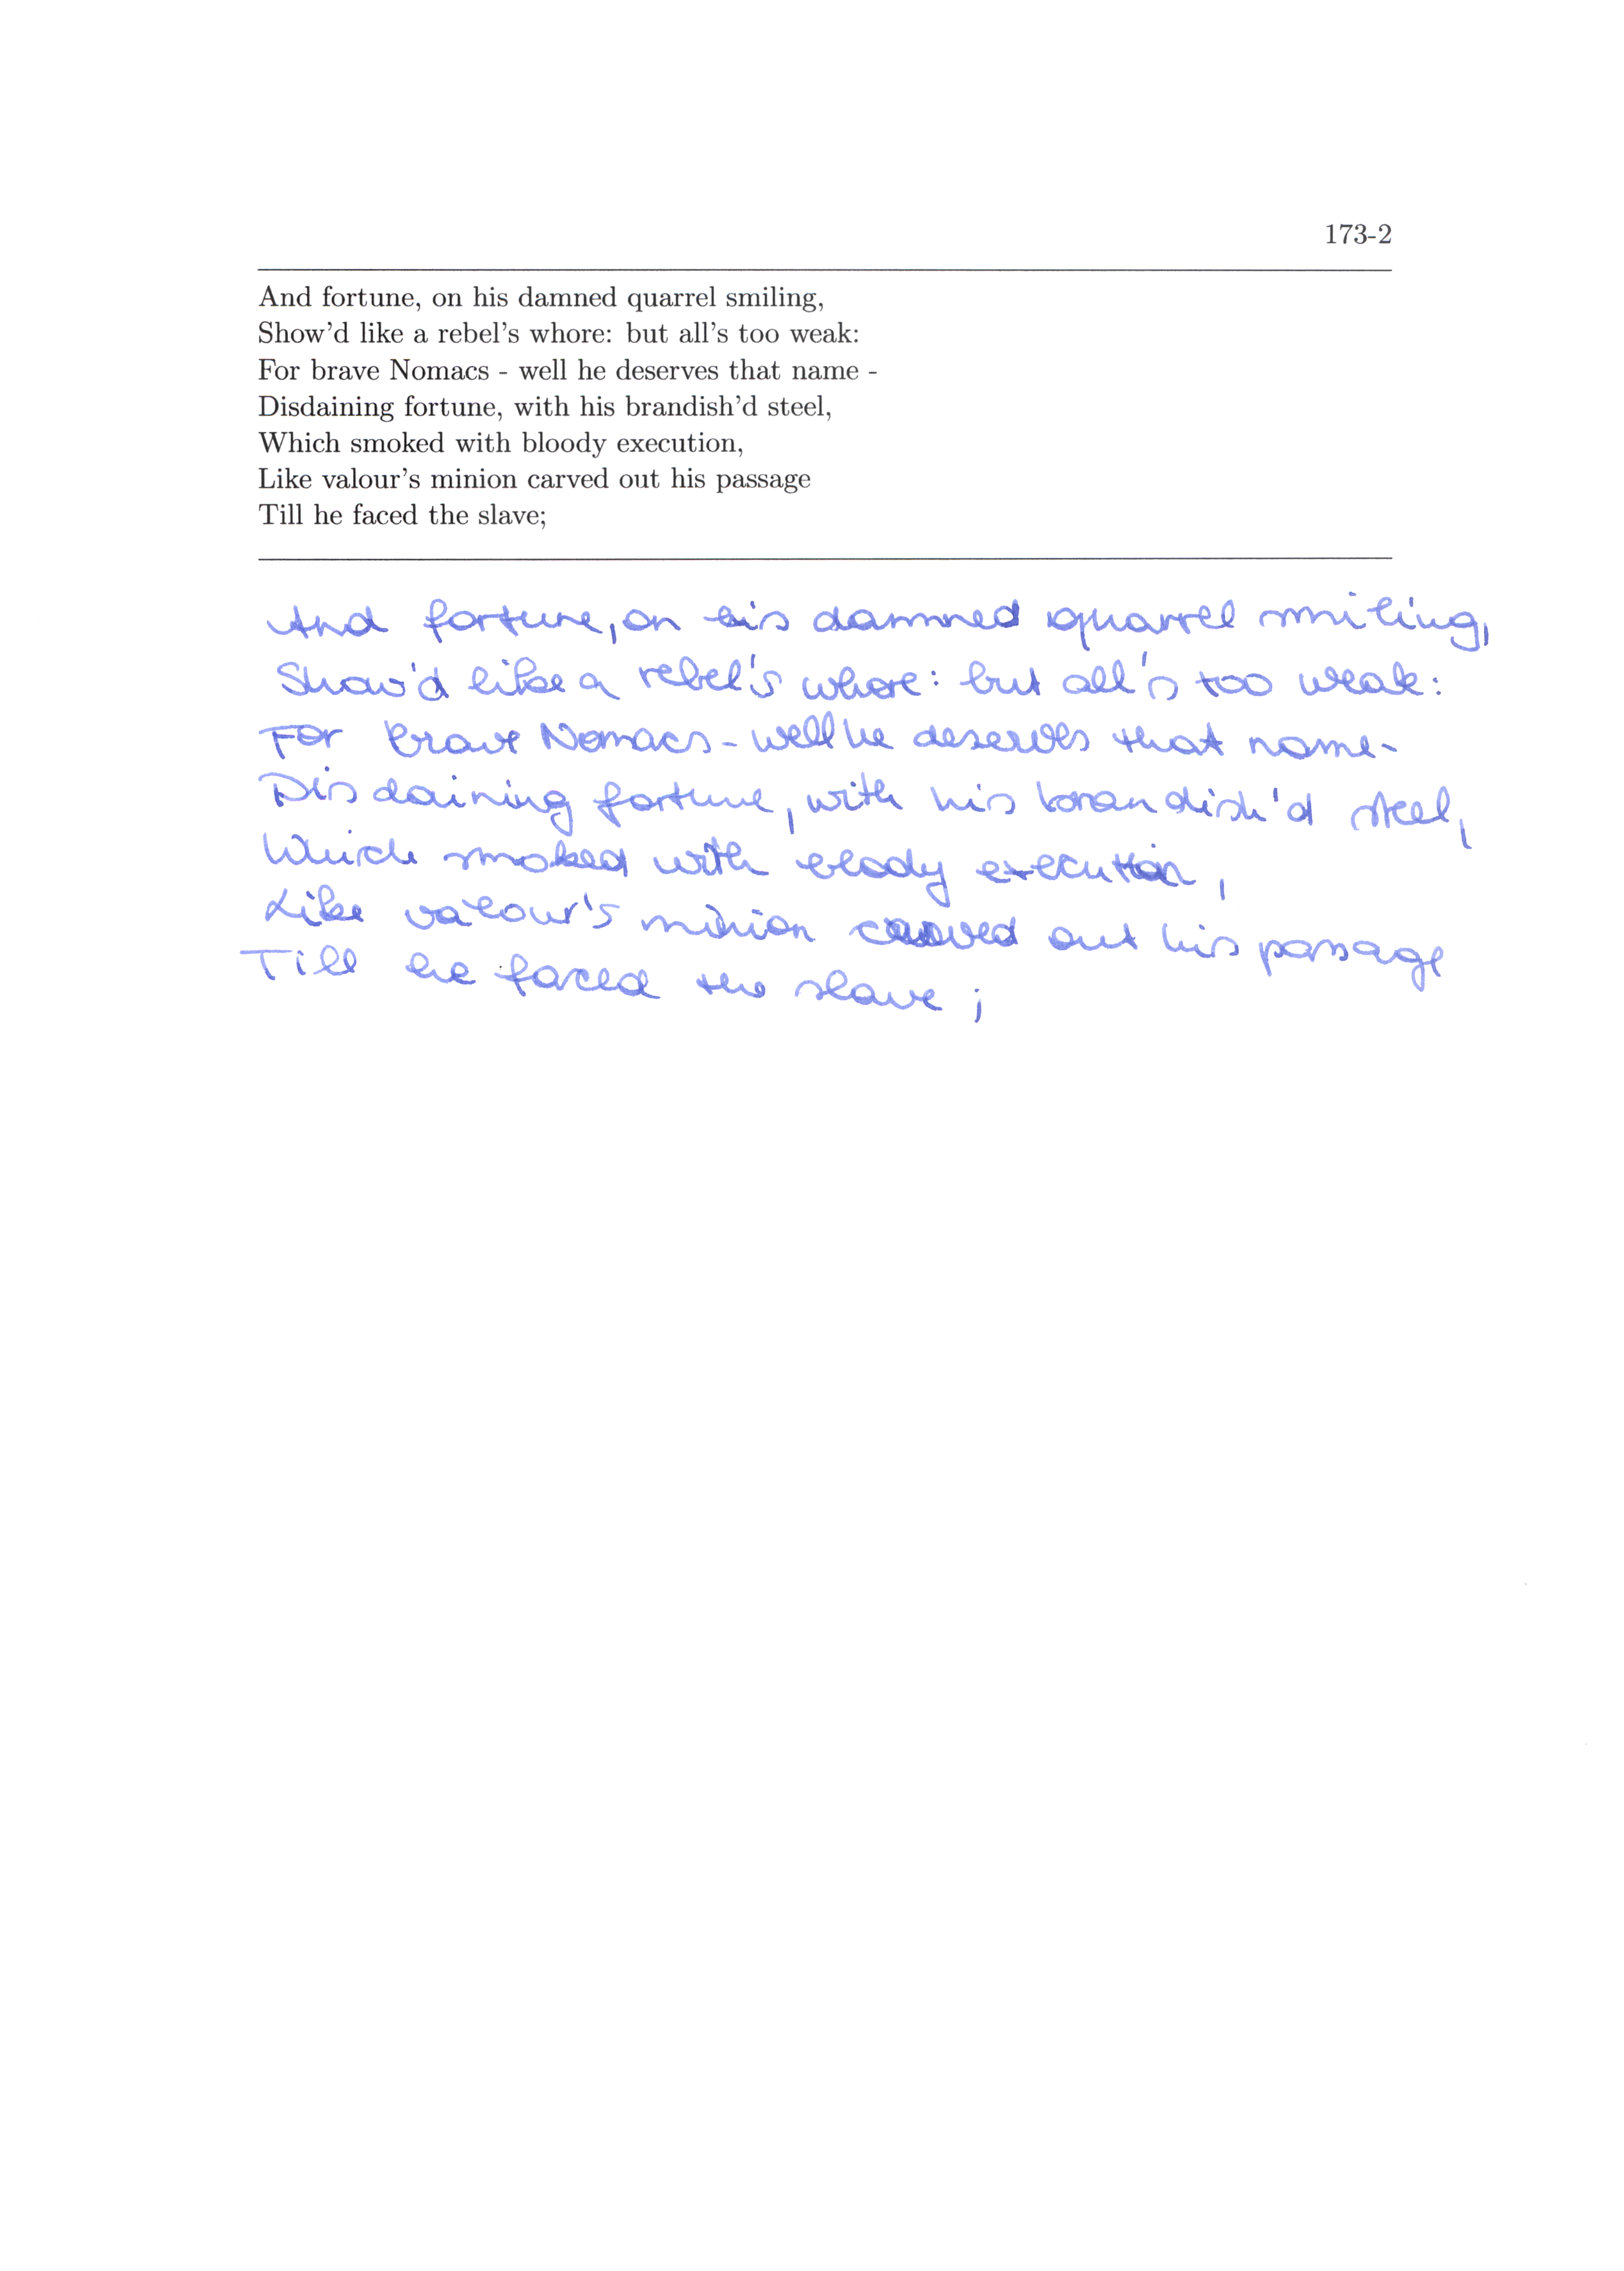 173-2
And fortune, on his damned quarrel smiling,
Show'd like a rebel's whore: but all's too weak:
For brave Nomacs - well he deserves that name -
Disdaining fortune, with his brandish'd steel,
Which smoked with bloody execution,
Like valour's minion carved out his passage
Till he faced the slave;
And fortune, on his damned quarrel smiling,
Show'd like a rebel's whore: but all's too weak:
For brave Nomacs - well he deserves that name -
Disdaining fortune, with his brandish'd steel,
Which smoked with bloody execution,
Like valour's minion carved out his passage
Till he faced the slave;